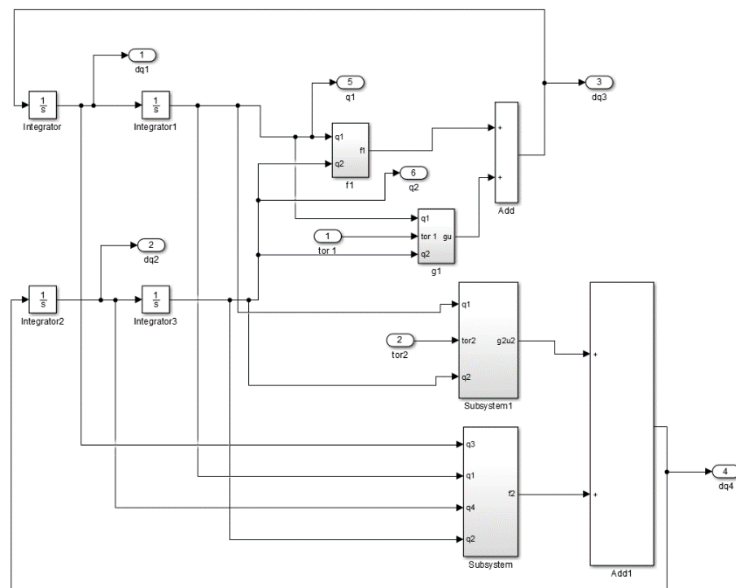 1
dq1
1
s
Integrator
1
s
Integrator1
5
q1
3
dq3
q1
f1
q2
f1
+
+
Add
6
q2
1
tor 1
q1
tor 1
gu
q2
g1
2
dq2
1
s
Integrator2
1
s
Integrator3
q1
2
tor2
tor2
g2u2
q2
Subsystem1
+
+
Add1
q3
q1
q4
f2
q2
Subsystem
4
dq4